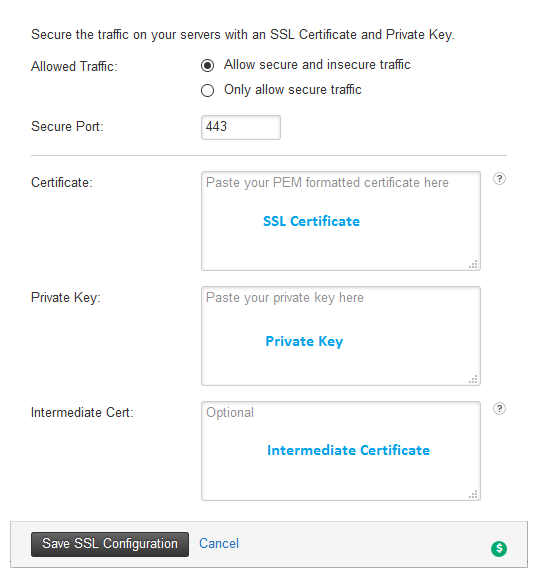 Secure the traffic on your servers with an SSL Certificate and Private Key.
Allowed Traffic:
Allow secure and insecure traffic
Only allow secure traffic
Secure Port:
443
Certificate:
Paste your PEM formatted certificate here
?
SSL Certificate
Private Key:
Paste your private key here
Private Key
Intermediate Cert:
Optional
?
Intermediate Certificate
Save SSL Configuration
Cancel
$